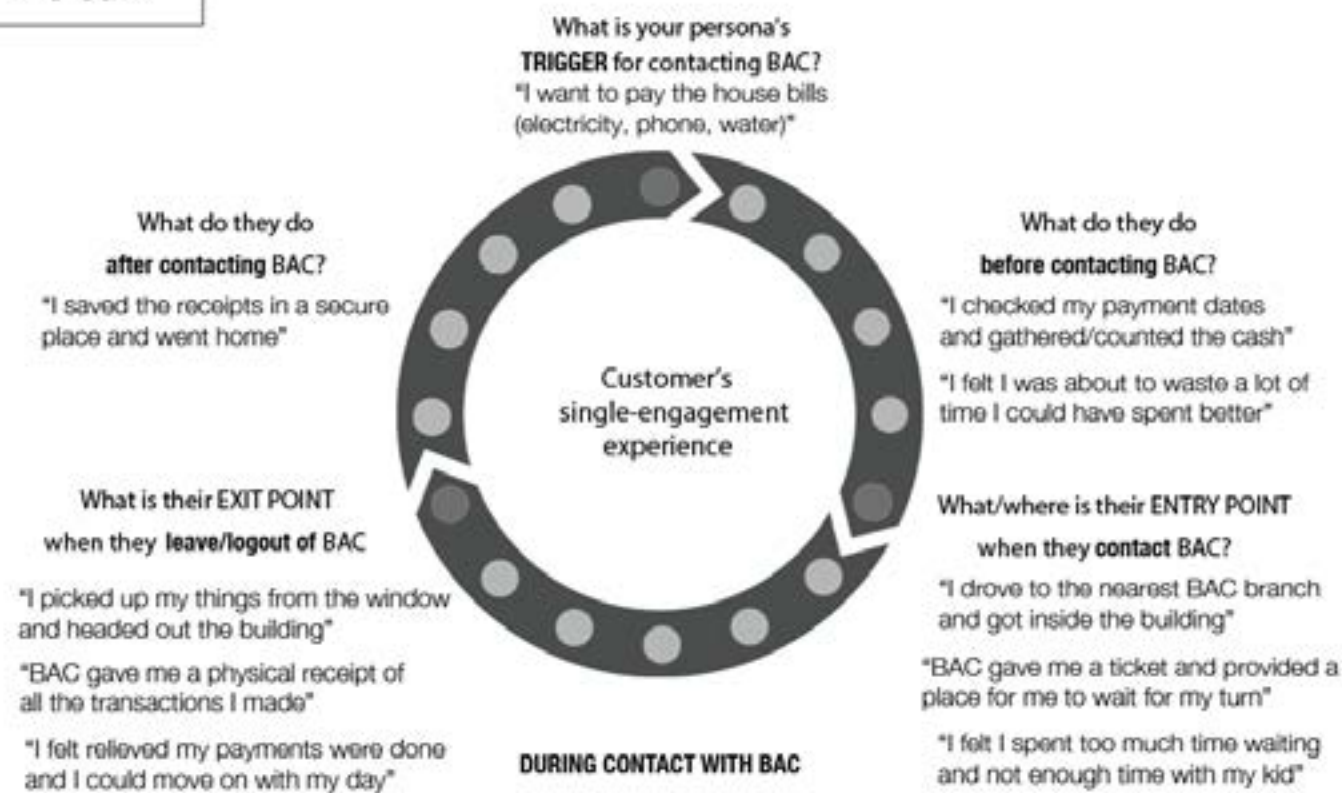 What is your persona's
TRIGGER for contacting BAC?
"I want to pay the house bills
(electricity, phone, water)"
What do they do
before contacting BAC?
"I checked my payment dates
and gathered/counted the cash"
"I felt I was about to waste a lot of
time I could have spent better"
What/where is their ENTRY POINT
when they contact BAC?
"I drove to the nearest BAC branch
and got inside the building"
"BAC gave me a ticket and provided a
place for me to wait for my turn"
"I felt I spent too much time waiting
and not enough time with my kid"
DURING CONTACT WITH BAC
What is their EXIT POINT
when they leave/logout of BAC
"I picked up my things from the window
and headed out the building"
"BAC gave me a physical receipt of
all the transactions I made"
"I felt relieved my payments were done
and I could move on with my day"
What do they do
after contacting BAC?
"I saved the receipts in a secure
place and went home"
Customer's
single-engagement
experience